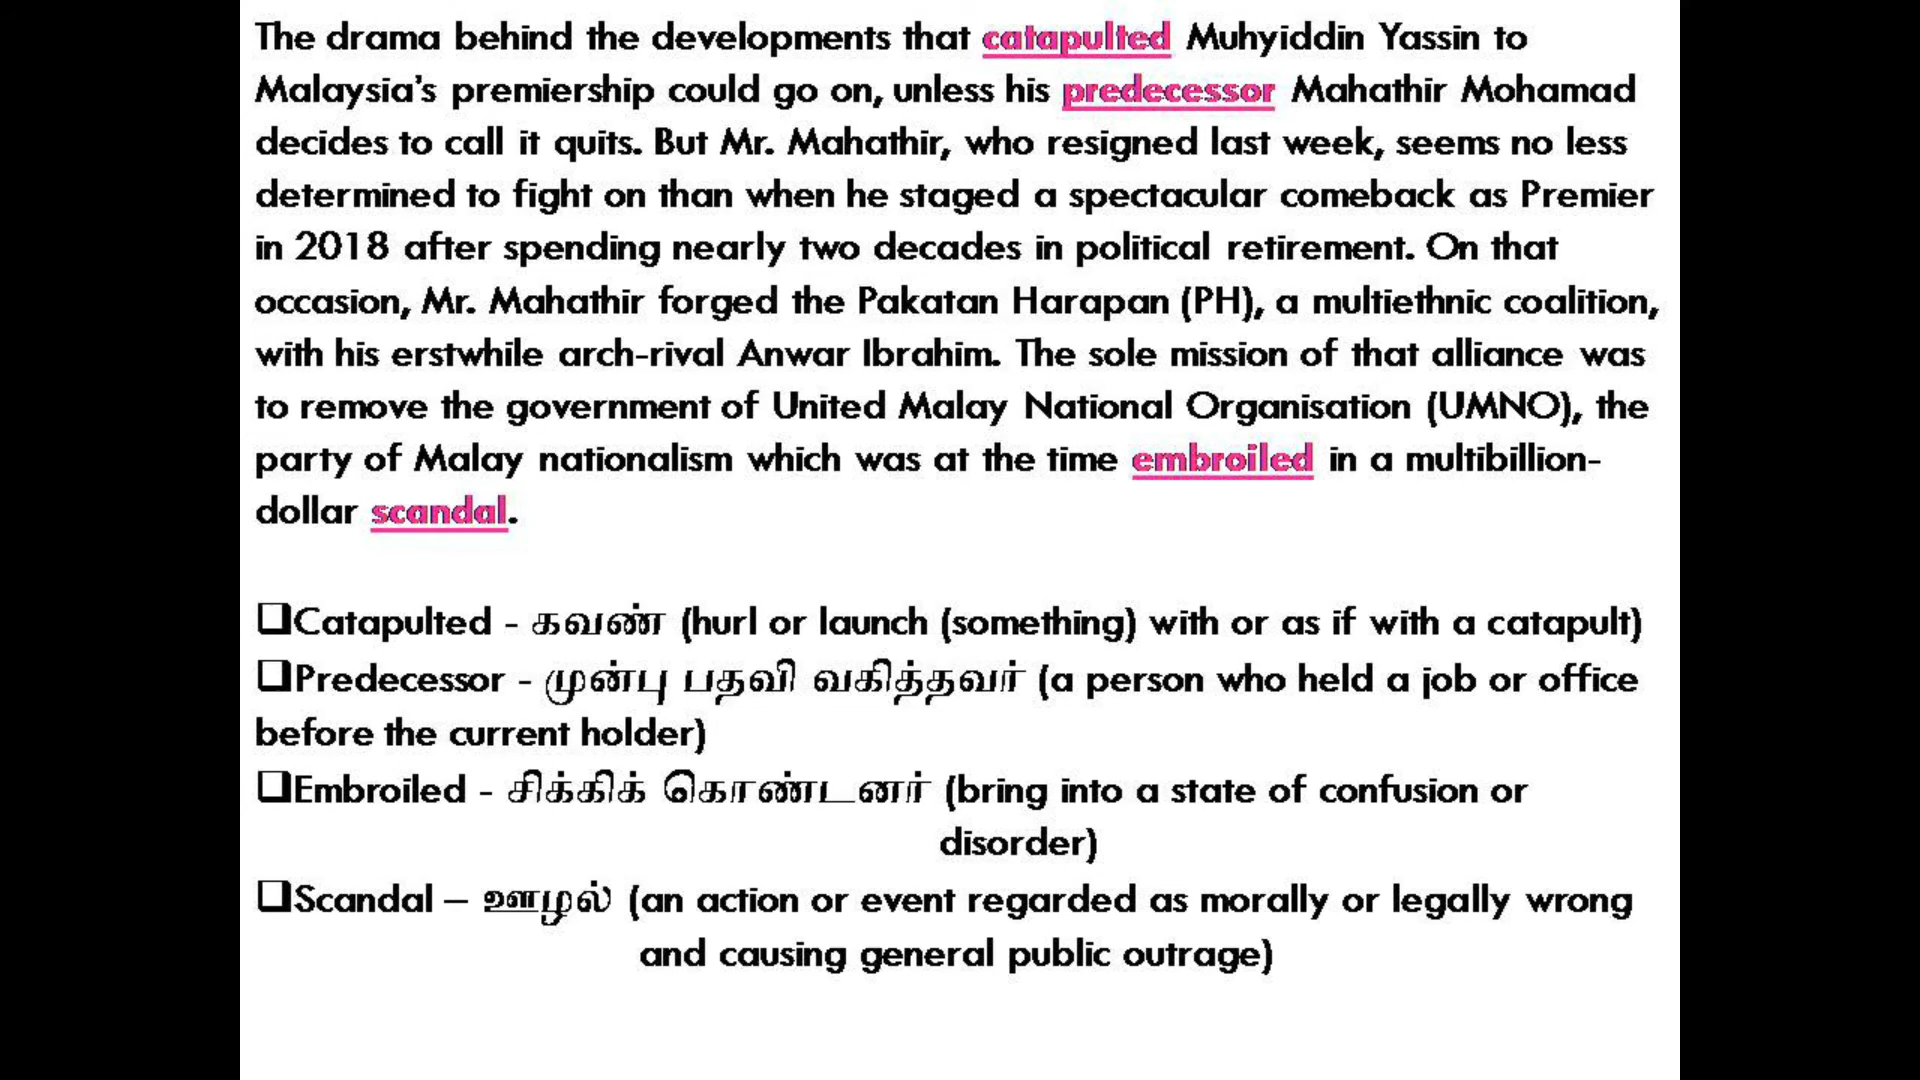 The drama behind the developments that catapulted Muhyiddin Yassin to
Malaysia's premiership could go on, unless his predecessor Mahathir Mohamad
decides to call it quits. But Mr. Mahathir, who resigned last week, seems no less
determined to fight on than when he staged a spectacular comeback as Premier
in 2018 after spending nearly two decades in political retirement. On that
occasion, Mr. Mahathir forged the Pakatan Harapan (PH), a multiethnic coalition,
with his erstwhile arch-rival Anwar Ibrahim. The sole mission of that alliance was
to remove the government of United Malay National Organisation (UMNO), the
party of Malay nationalism which was at the time embroiled in a multibillion-
dollar scandal.
❑Catapulted - கவண் (hurl or launch (something) with or as if with a catapult)
❑Predecessor - முன்பு பதவி வகித்தவர் (a person who held a job or office
before the current holder)
❑Embroiled - சிக்கிக் கொண்டனர் (bring into a state of confusion or
disorder)
❑Scandal – ஊழல் (an action or event regarded as morally or legally wrong
and causing general public outrage)